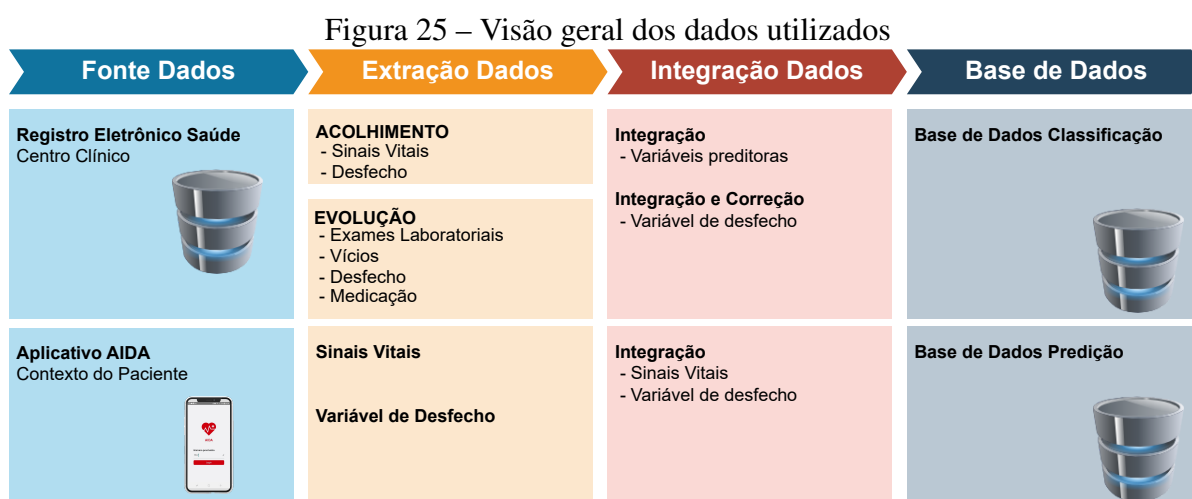 Figura 25 – Visão geral dos dados utilizados
Fonte Dados
Extração Dados
Integração Dados
Base de Dados
Registro Eletrônico Saúde
Centro Clínico
ACOLHIMENTO
- Sinais Vitais
- Desfecho
EVOLUÇÃO
- Exames Laboratoriais
- Vícios
- Desfecho
- Medicação
Integração
- Variáveis preditoras
Integração e Correção
- Variável de desfecho
Base de Dados Classificação
Aplicativo AIDA
Contexto do Paciente
AIDA
Sinais Vitais
Variável de Desfecho
Integração
- Sinais Vitais
- Variável de desfecho
Base de Dados Predição